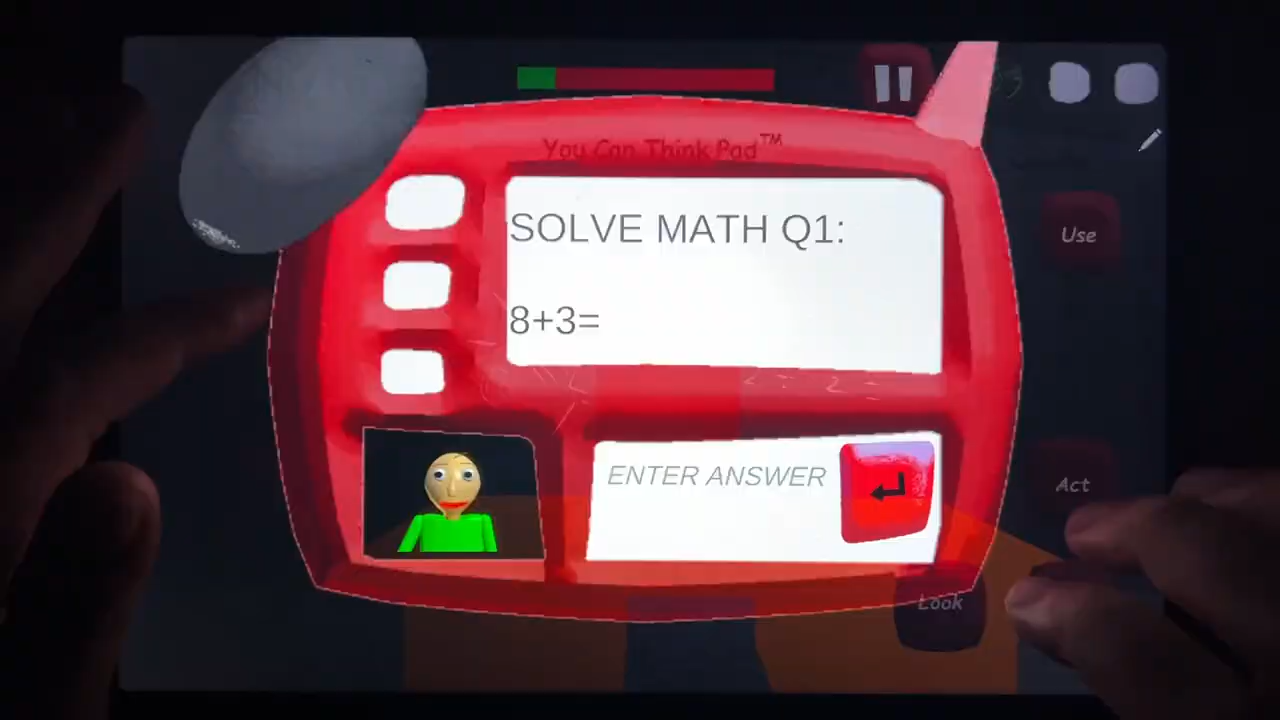 You Can Think Pad™
SOLVE MATH Q1:
8+3=
Use
ENTER ANSWER
Act
Look